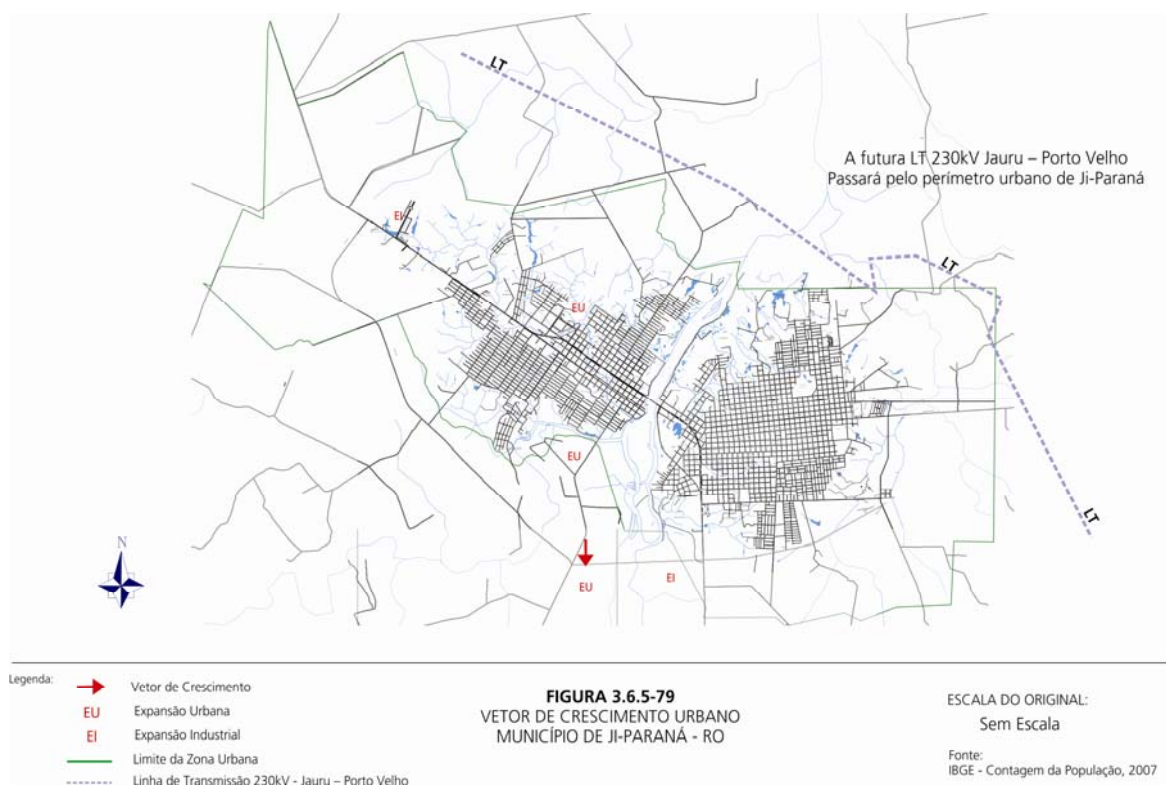 LT
A futura LT 230kV Jauru – Porto Velho
Passará pelo perímetro urbano de Ji-Paraná
EI
LT
EU
EU
LT
N
EU
EI
Legenda:
Vetor de Crescimento
EU Expansão Urbana
EI Expansão Industrial
Limite da Zona Urbana
Linha de Transmissão 230kV - Jauru – Porto Velho
FIGURA 3.6.5-79
VETOR DE CRESCIMENTO URBANO
MUNICÍPIO DE JI-PARANÁ - RO
ESCALA DO ORIGINAL:
Sem Escala
Fonte:
IBGE - Contagem da População, 2007